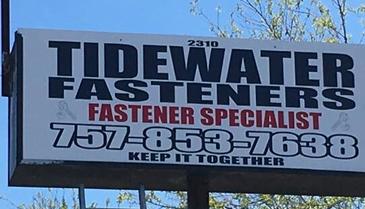 2310
TIDEWATER
FASTENERS
FASTENER SPECIALIST
757-853-7638
KEEP IT TOGETHER